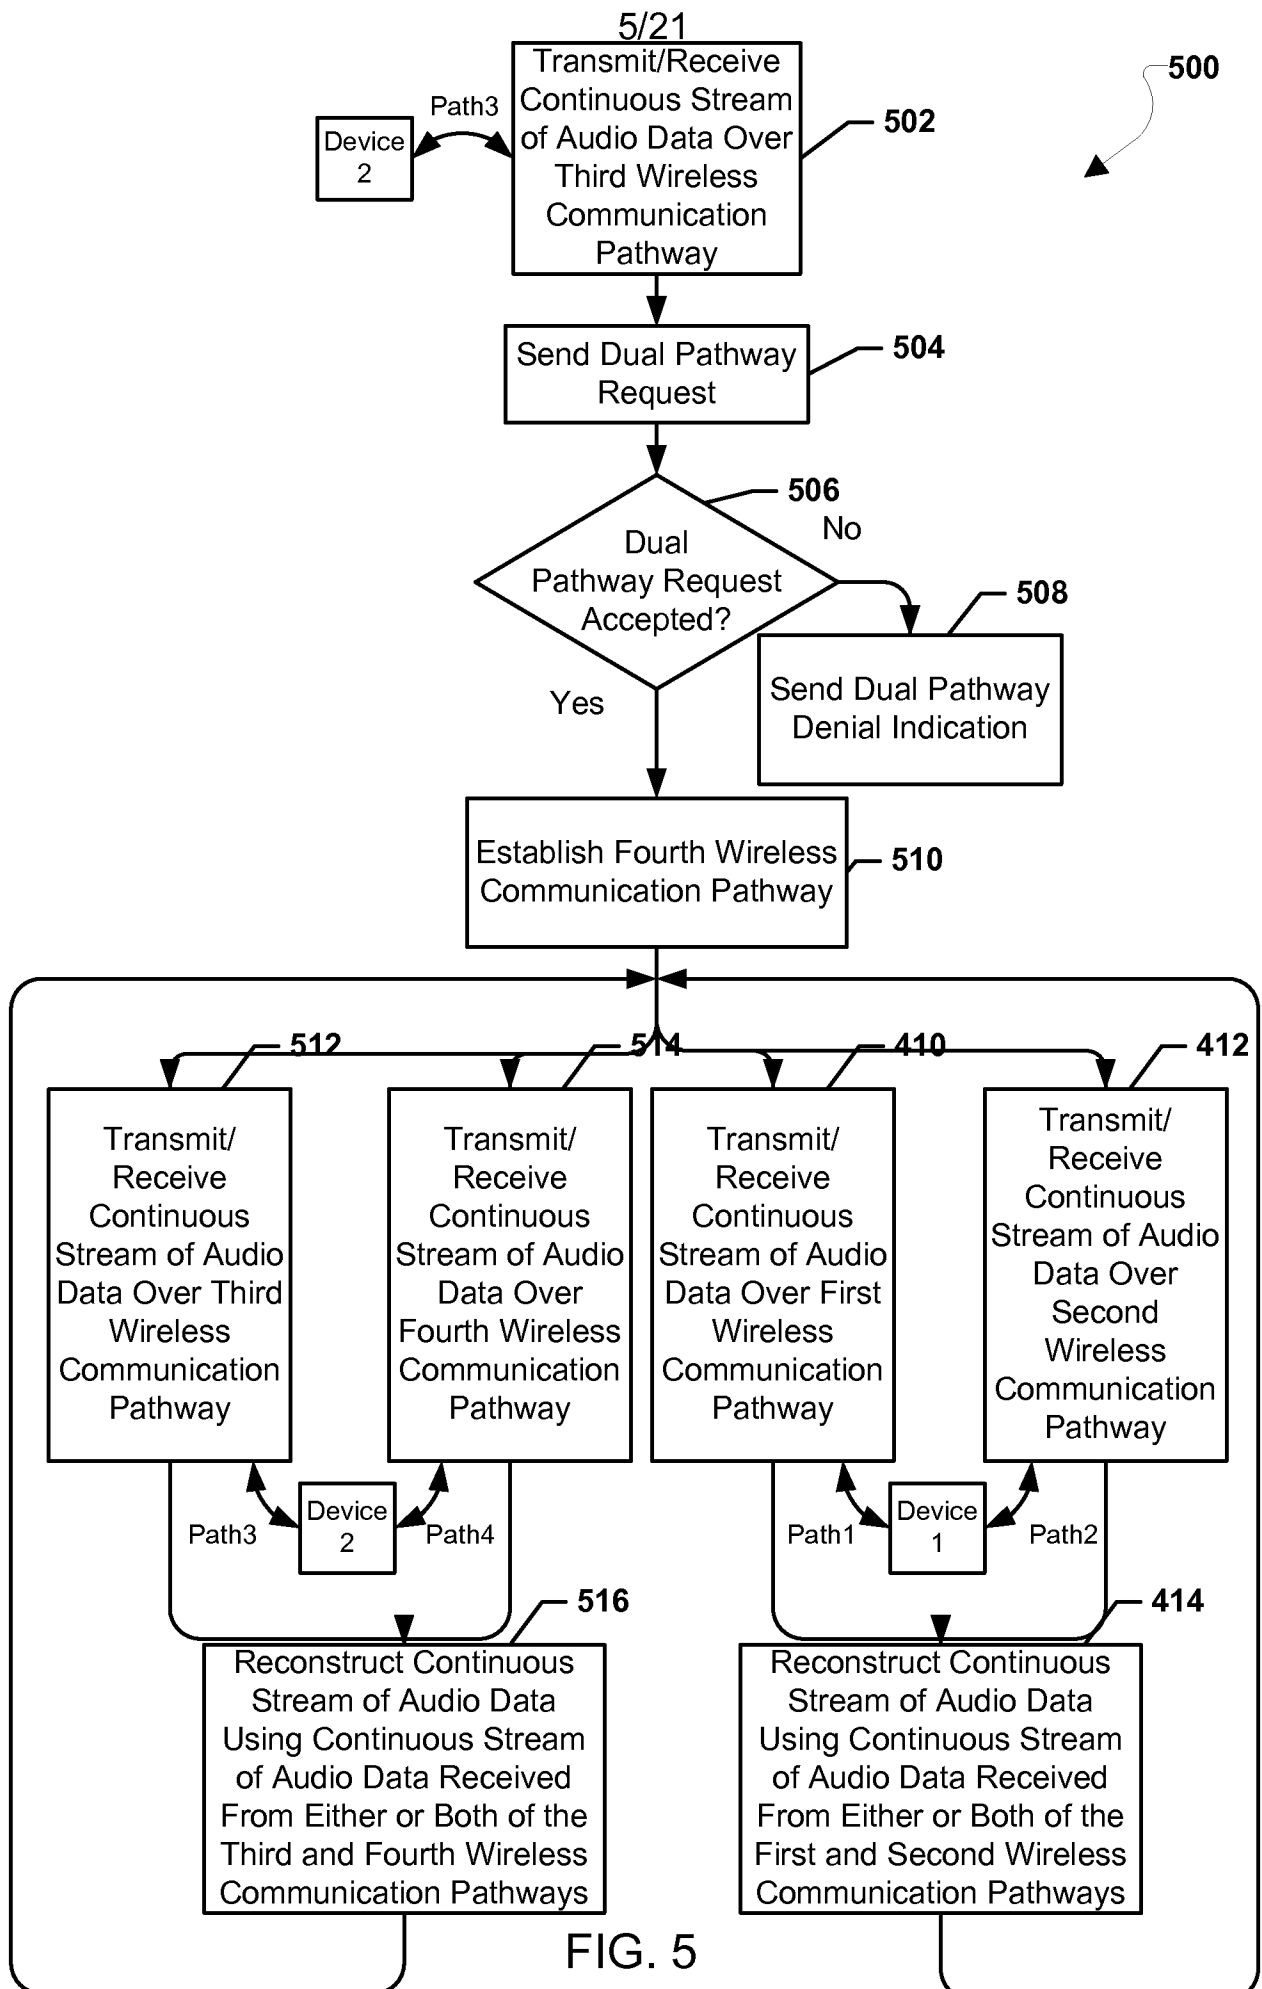 5/21
500
Transmit/Receive
Continuous Stream
of Audio Data Over
Third Wireless
Communication
Pathway
502
Path3
Device
2
Send Dual Pathway
Request
504
506
Dual
Pathway Request
Accepted?
No
Yes
508
Send Dual Pathway
Denial Indication
Establish Fourth Wireless
Communication Pathway
510
512
514
410
412
Transmit/
Receive
Continuous
Stream of Audio
Data Over Third
Wireless
Communication
Pathway
Transmit/
Receive
Continuous
Stream of Audio
Data Over
Fourth Wireless
Communication
Pathway
Transmit/
Receive
Continuous
Stream of Audio
Data Over First
Wireless
Communication
Pathway
Transmit/
Receive
Continuous
Stream of Audio
Data Over
Second
Wireless
Communication
Pathway
Path3
Device
2
Path4
Path1
Device
1
Path2
516
414
Reconstruct Continuous
Stream of Audio Data
Using Continuous Stream
of Audio Data Received
From Either or Both of the
Third and Fourth Wireless
Communication Pathways
Reconstruct Continuous
Stream of Audio Data
Using Continuous Stream
of Audio Data Received
From Either or Both of the
First and Second Wireless
Communication Pathways
FIG. 5